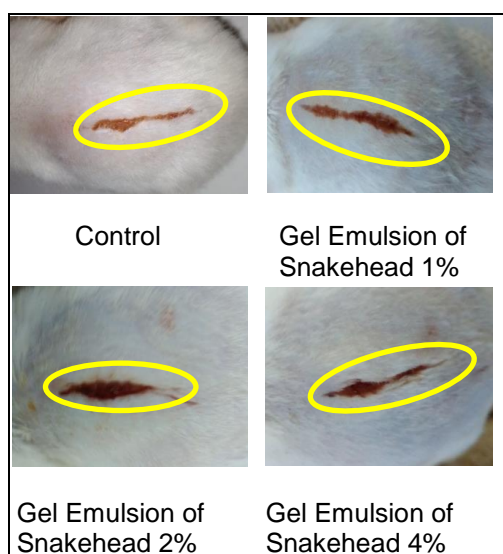 Control
Gel Emulsion of
Snakehead 1%
Gel Emulsion of
Snakehead 2%
Gel Emulsion of
Snakehead 4%